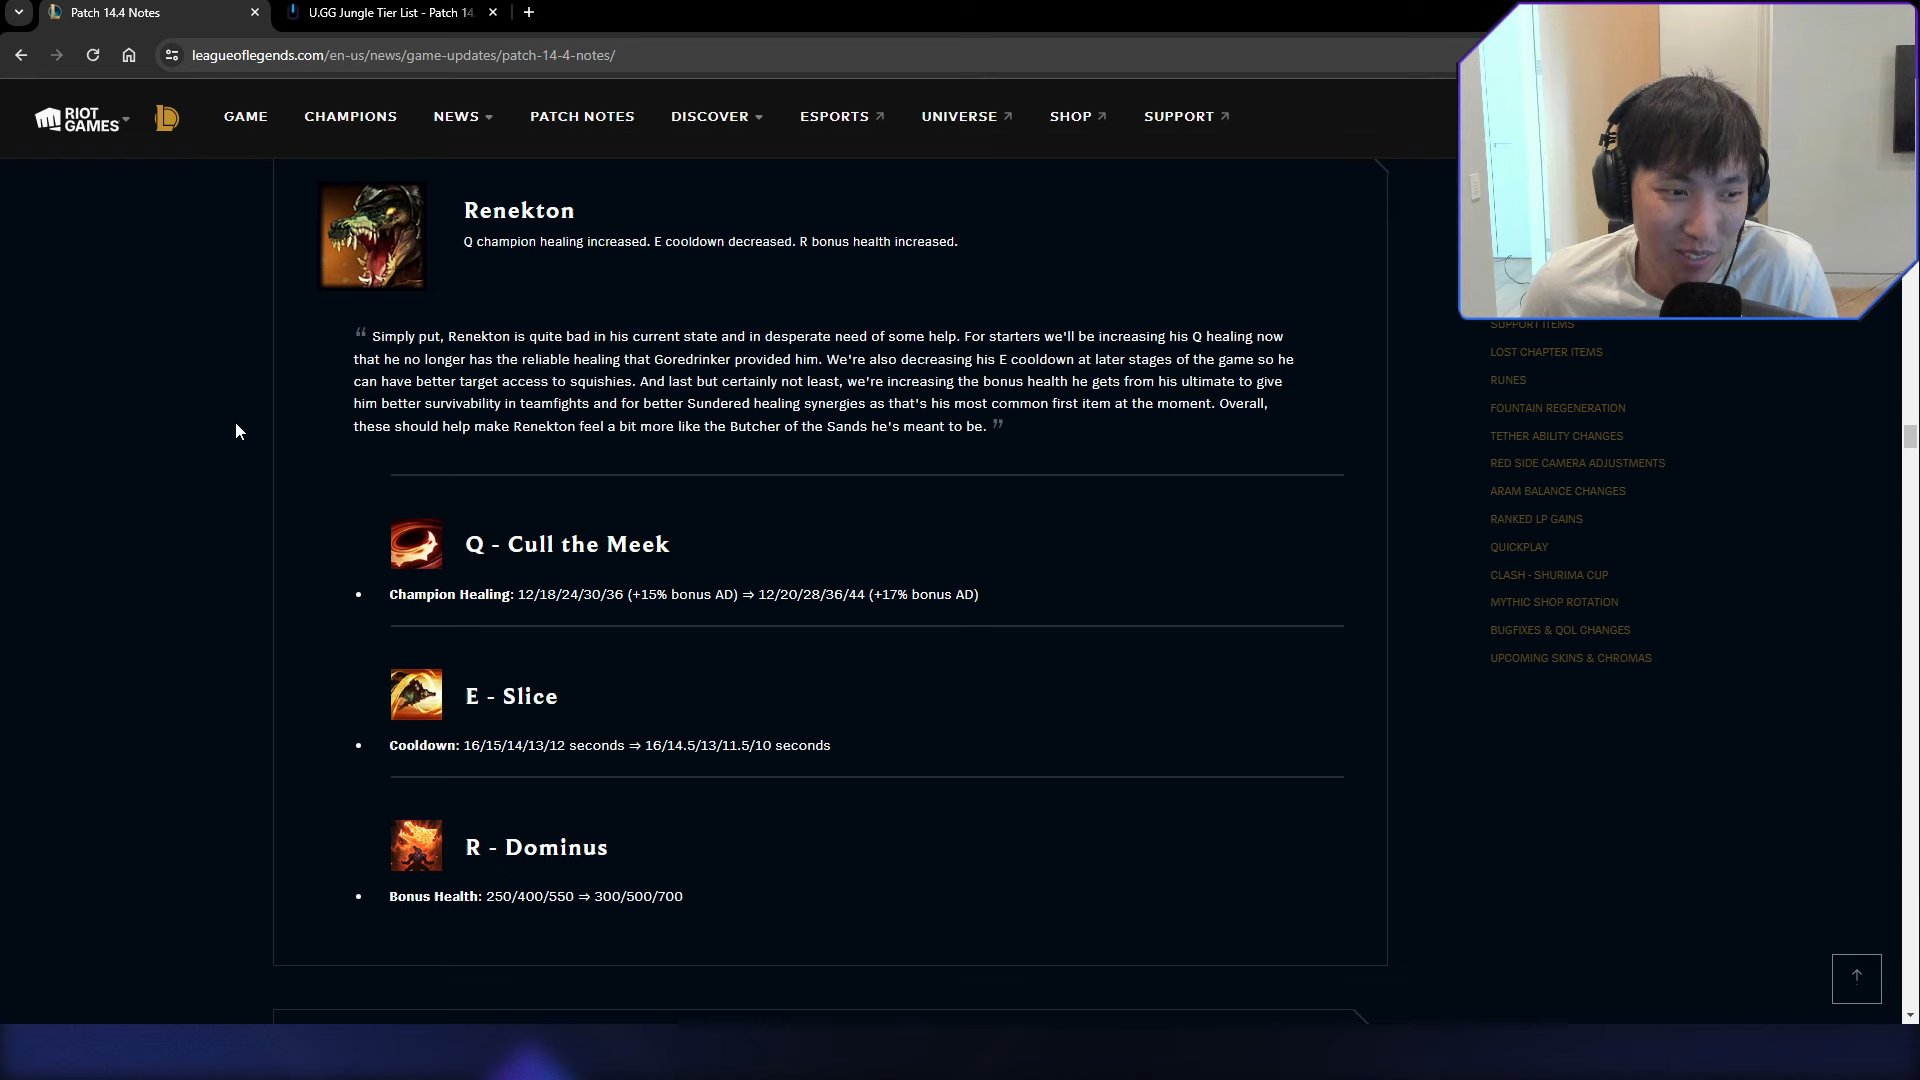 Patch 14.4 Notes
U.GG Jungle Tier List - Patch 14
leagueoflegends.com/en-us/news/game-updates/patch-14-4-notes/
RIOT GAMES
GAME
CHAMPIONS
NEWS
PATCH NOTES
DISCOVER
ESPORTS
UNIVERSE
SHOP
SUPPORT
Renekton
Q champion healing increased. E cooldown decreased. R bonus health increased.
“ Simply put, Renekton is quite bad in his current state and in desperate need of some help. For starters we'll be increasing his Q healing now
that he no longer has the reliable healing that Goredrinker provided him. We're also decreasing his E cooldown at later stages of the game so he
can have better target access to squishies. And last but certainly not least, we're increasing the bonus health he gets from his ultimate to give
him better survivability in teamfights and for better Sundered healing synergies as that's his most common first item at the moment. Overall,
these should help make Renekton feel a bit more like the Butcher of the Sands he's meant to be. ”
Q - Cull the Meek
• Champion Healing: 12/18/24/30/36 (+15% bonus AD) ⇒ 12/20/28/36/44 (+17% bonus AD)
E - Slice
• Cooldown: 16/15/14/13/12 seconds ⇒ 16/14.5/13/11.5/10 seconds
R - Dominus
• Bonus Health: 250/400/550 ⇒ 300/500/700
SUPPORT ITEMS
LOST CHAPTER ITEMS
RUNES
FOUNTAIN REGENERATION
TETHER ABILITY CHANGES
RED SIDE CAMERA ADJUSTMENTS
ARAM BALANCE CHANGES
RANKED LP GAINS
QUICKPLAY
CLASH - SHURIMA CUP
MYTHIC SHOP ROTATION
BUGFIXES & QOL CHANGES
UPCOMING SKINS & CHROMAS